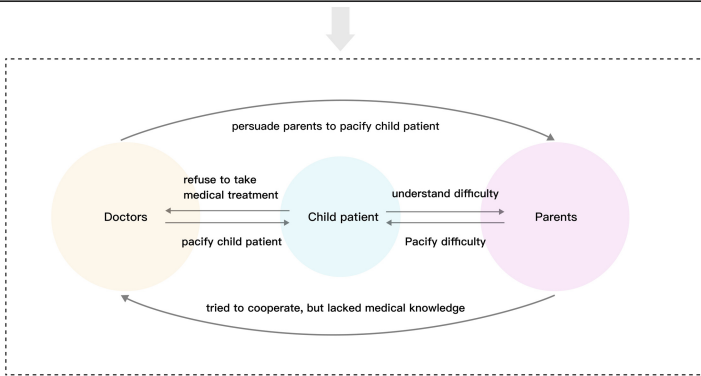 persuade parents to pacify child patient
refuse to take
medical treatment
understand difficulty
Doctors
Child patient
Parents
pacify child patient
Pacify difficulty
tried to cooperate, but lacked medical knowledge